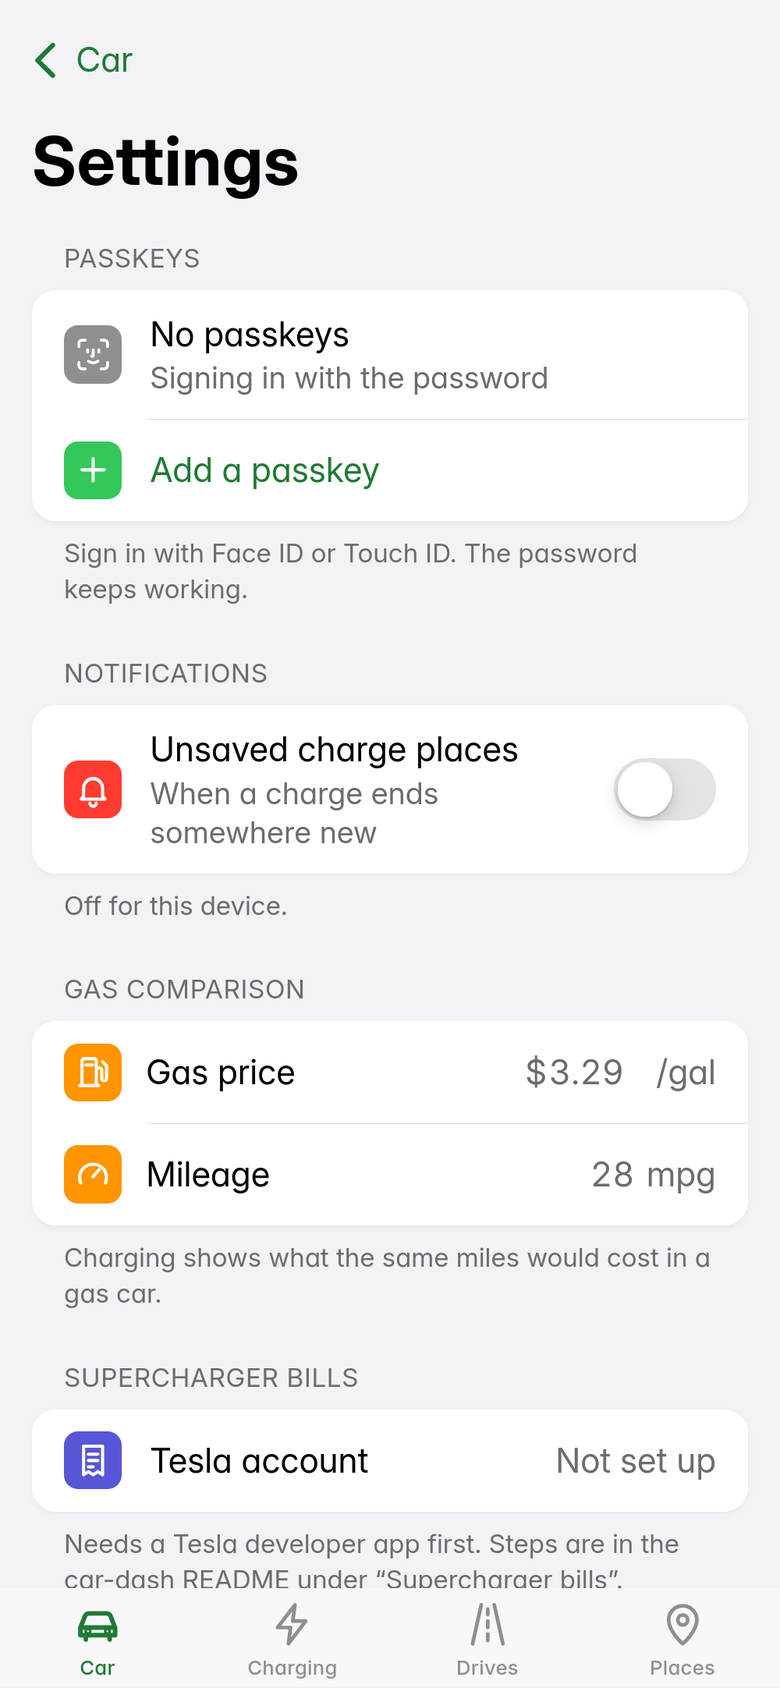 Car
Settings
PASSKEYS
No passkeys
Signing in with the password
Add a passkey
Sign in with Face ID or Touch ID. The password
keeps working.
NOTIFICATIONS
Unsaved charge places
When a charge ends
somewhere new
Off for this device.
GAS COMPARISON
Gas price $3.29 /gal
Mileage 28 mpg
Charging shows what the same miles would cost in a
gas car.
SUPERCHARGER BILLS
Tesla account Not set up
Needs a Tesla developer app first. Steps are in the
car-dash README under “Supercharger bills”.
Car Charging Drives Places